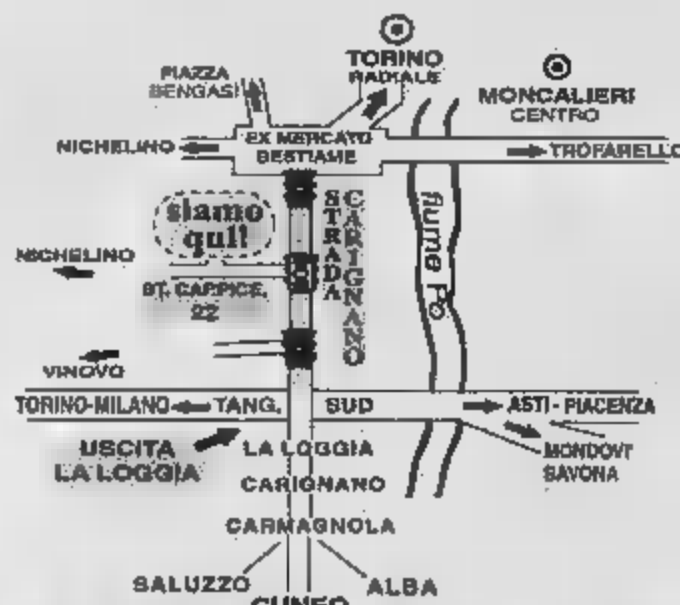 TORINO
RADIALE
PIAZZA
BENGASI
MONCALIERI
CENTRO
NICHELINO
EX MERCATO
BESTIAME
TROFARELLO
siamo
qui!
STRADA
CARIGNANO
fiume Po
NICHELINO
22
VINOVO
TORINO-MILANO
TANG.
SUD
ASTI - PIACENZA
USCITA
LA LOGGIA
LA LOGGIA
MONDOVI'
SAVONA
CARIGNANO
CARMAGNOLA
SALUZZO
ALBA
CUNEO